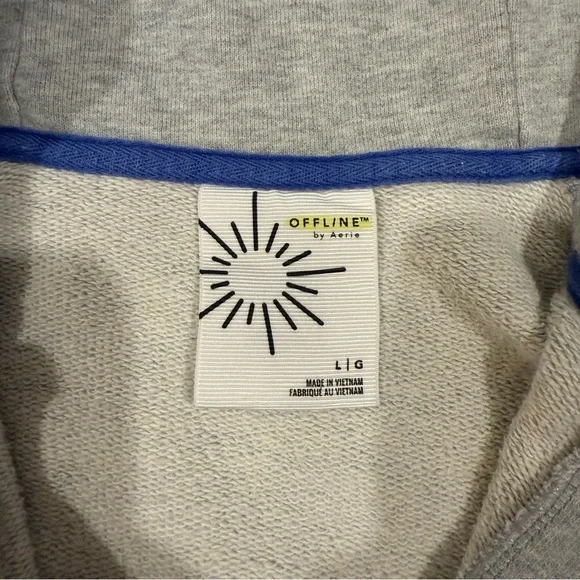 OFFLINE™
by Aerie
L|G
MADE IN VIETNAM
FABRIQUÉ AU VIETNAM